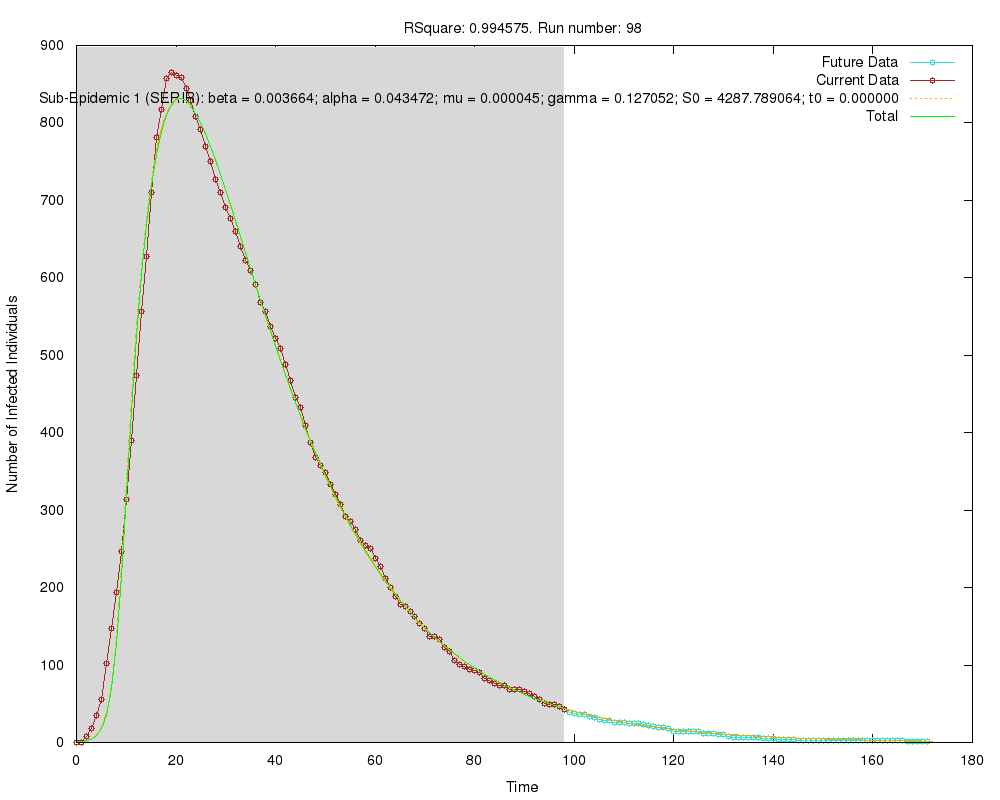 RSquare: 0.994575. Run number: 98
Future Data
Current Data
Sub-Epidemic 1 (SEPIR): beta = 0.003664; alpha = 0.043472; mu = 0.000045; gamma = 0.127052; S0 = 4287.789064; t0 = 0.000000
Total
Number of Infected Individuals
900
800
700
600
500
400
300
200
100
0
0 20 40 60 80 100 120 140 160 180
Time